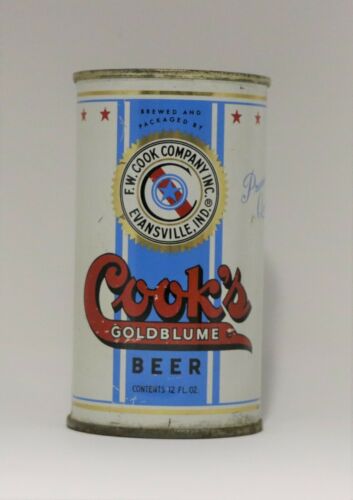 BREWED AND
PACKAGED BY
F.W. COOK COMPANY INC.
EVANSVILLE, IND. ®
C
Cook's
GOLDBLUME
BEER
CONTENTS 12 FL. OZ.